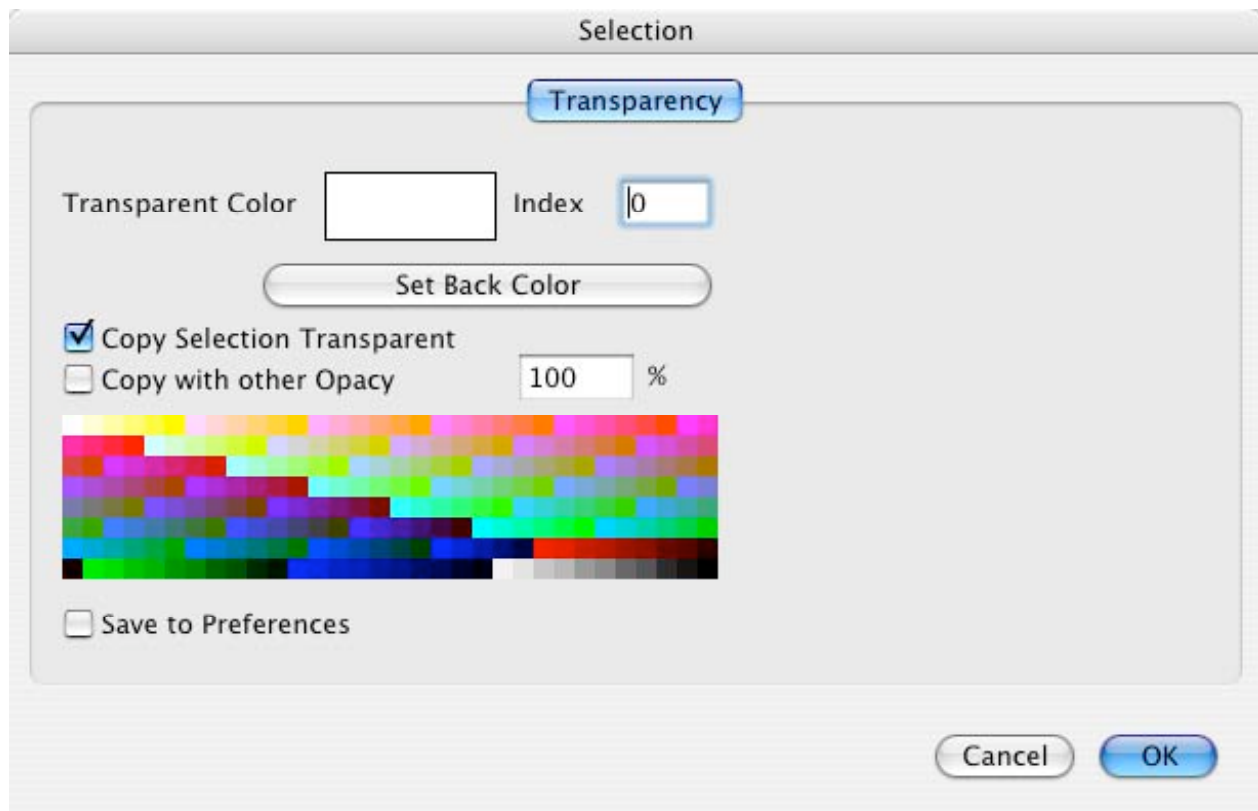 Selection
Transparency
Transparent Color Index 0
Set Back Color
Copy Selection Transparent
Copy with other Opacy 100 %
Save to Preferences
Cancel OK